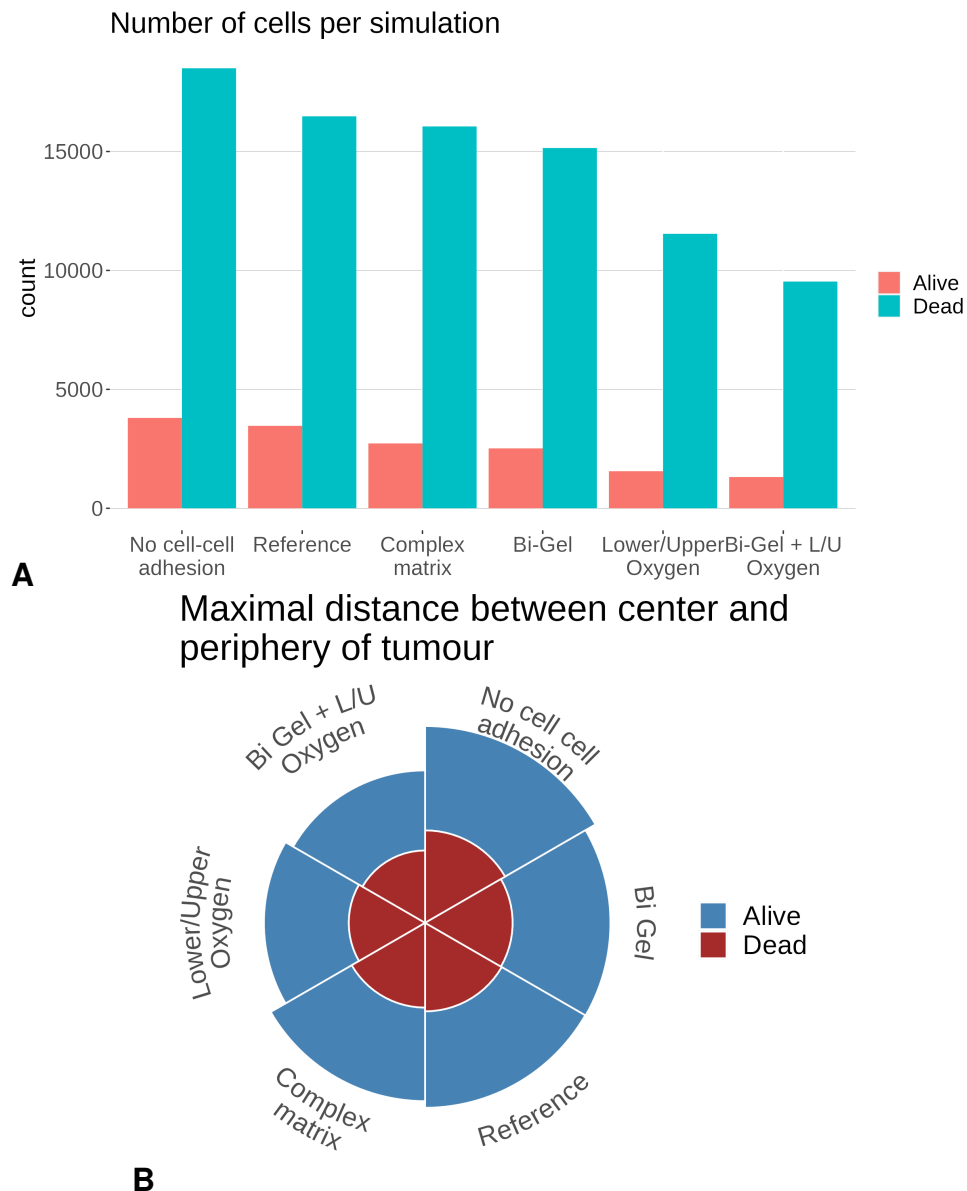 Number of cells per simulation
count
15000
10000
5000
0
No cell-cell
adhesion
Reference
Complex
matrix
Bi-Gel
Lower/Upper
Oxygen
Bi-Gel + L/U
Oxygen
Alive
Dead
A
Maximal distance between center and
periphery of tumour
Bi Gel + L/U
Oxygen
No cell cell
adhesion
Lower/Upper
Oxygen
Bi Gel
Complex
matrix
Reference
Alive
Dead
B